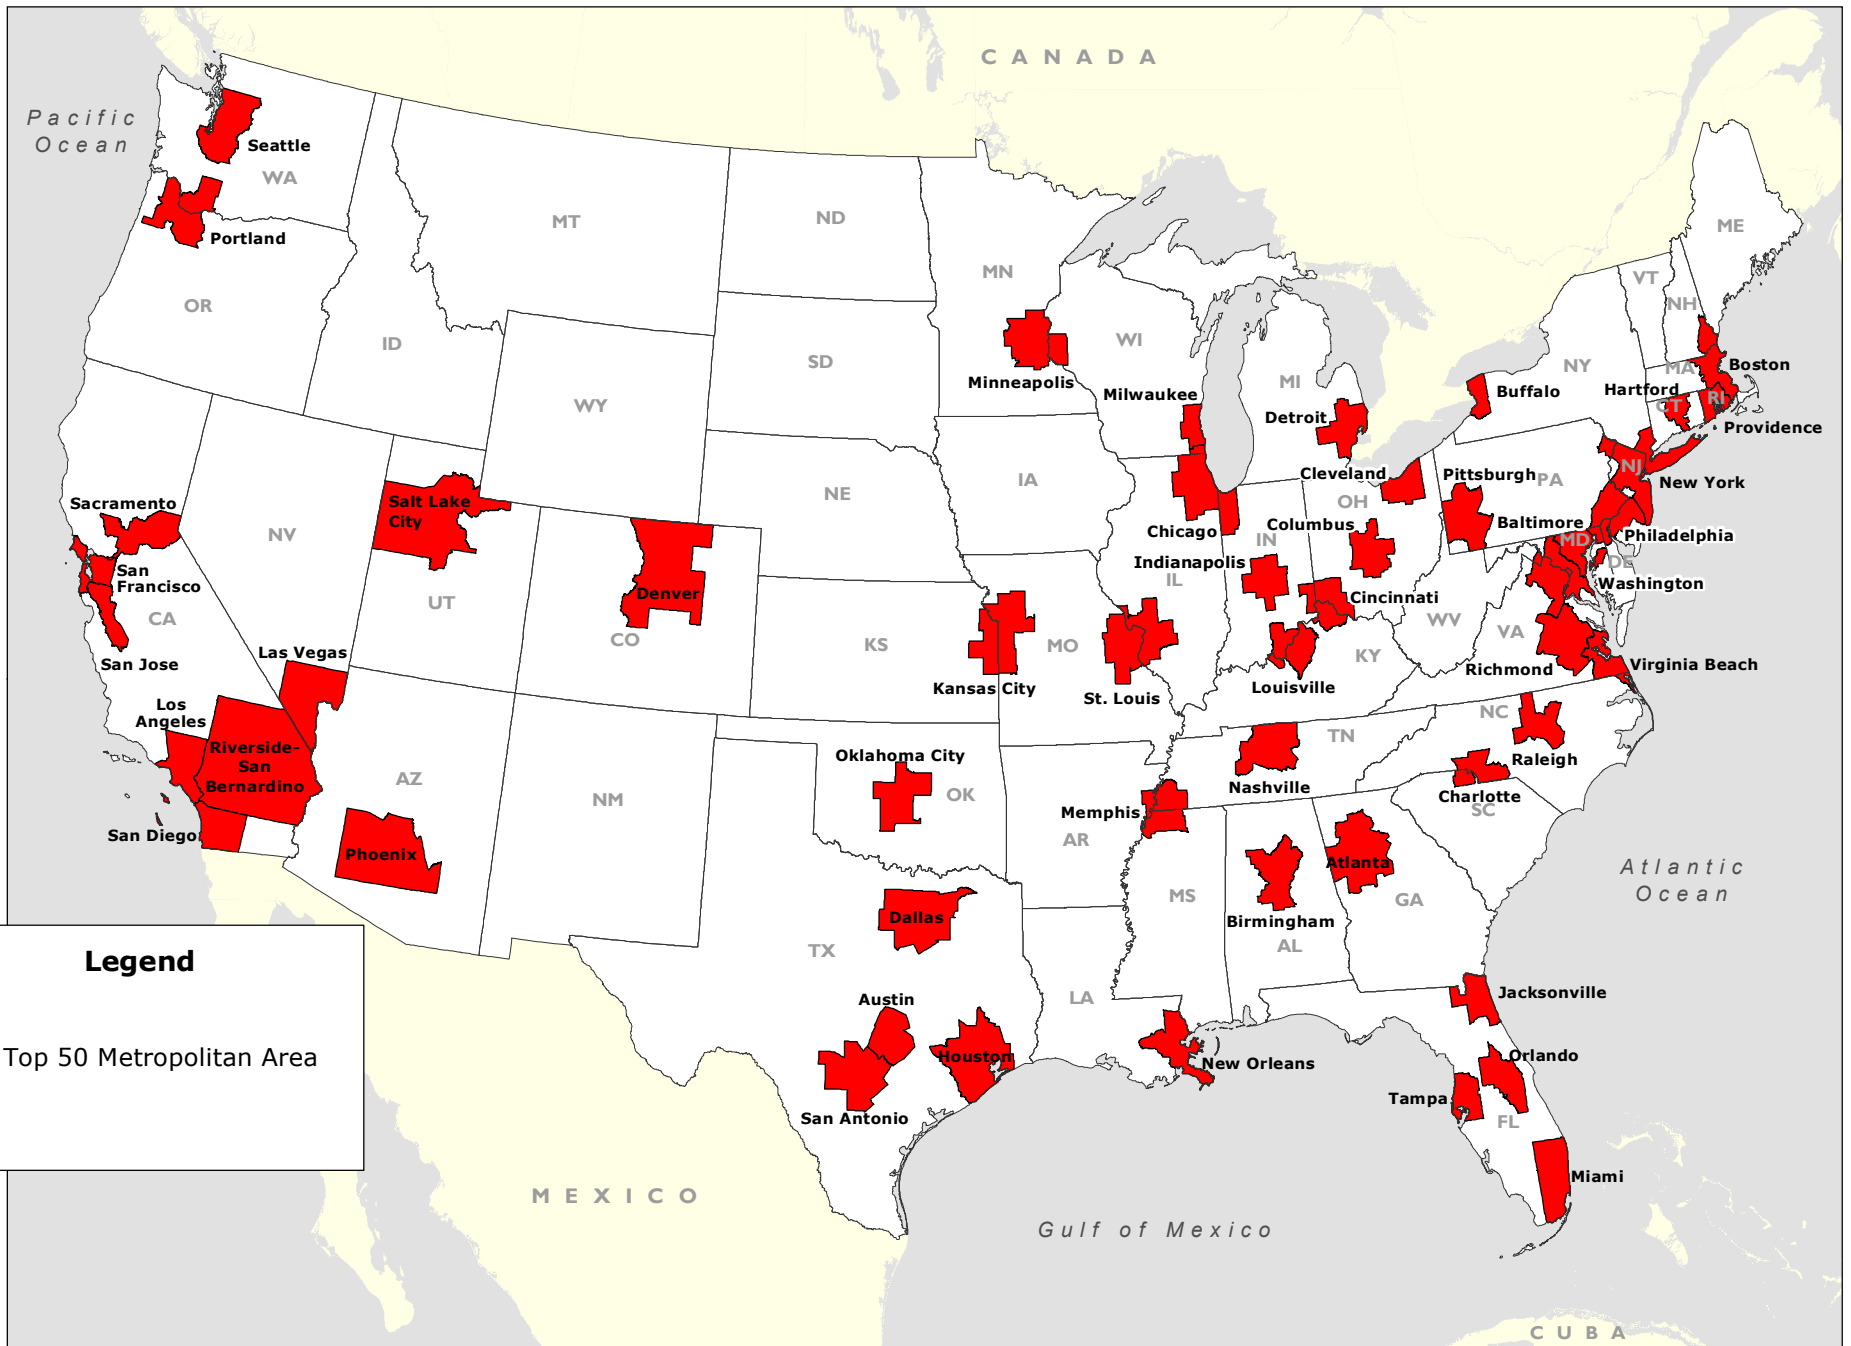 CANADA
Pacific
Ocean
Seattle
WA
Portland
OR
MT
ND
MN
ME
VT
NH
ID
SD
WI
MI
NY
MA
Boston
Hartford
CT
RI
Providence
Buffalo
Minneapolis
Milwaukee
Detroit
WY
NE
IA
Cleveland
Pittsburgh
PA
NJ
New York
Salt Lake
City
Sacramento
NV
San
Francisco
CA
San Jose
UT
Denver
CO
Chicago
Columbus
OH
IN
Indianapolis
IL
Baltimore
MD
Philadelphia
DE
Washington
Cincinnati
WV
VA
Richmond
Virginia Beach
KS
MO
Kansas City
St. Louis
Louisville
KY
Las Vegas
Los
Angeles
Riverside-
San
Bernardino
San Diego
AZ
Phoenix
NM
Oklahoma City
OK
TN
Nashville
NC
Raleigh
Charlotte
SC
Memphis
AR
Atlanta
GA
Birmingham
AL
MS
Atlantic
Ocean
Dallas
TX
Austin
Houston
San Antonio
LA
New Orleans
Jacksonville
Orlando
Tampa
FL
Miami
Legend
Top 50 Metropolitan Area
MEXICO
Gulf of Mexico
CUBA